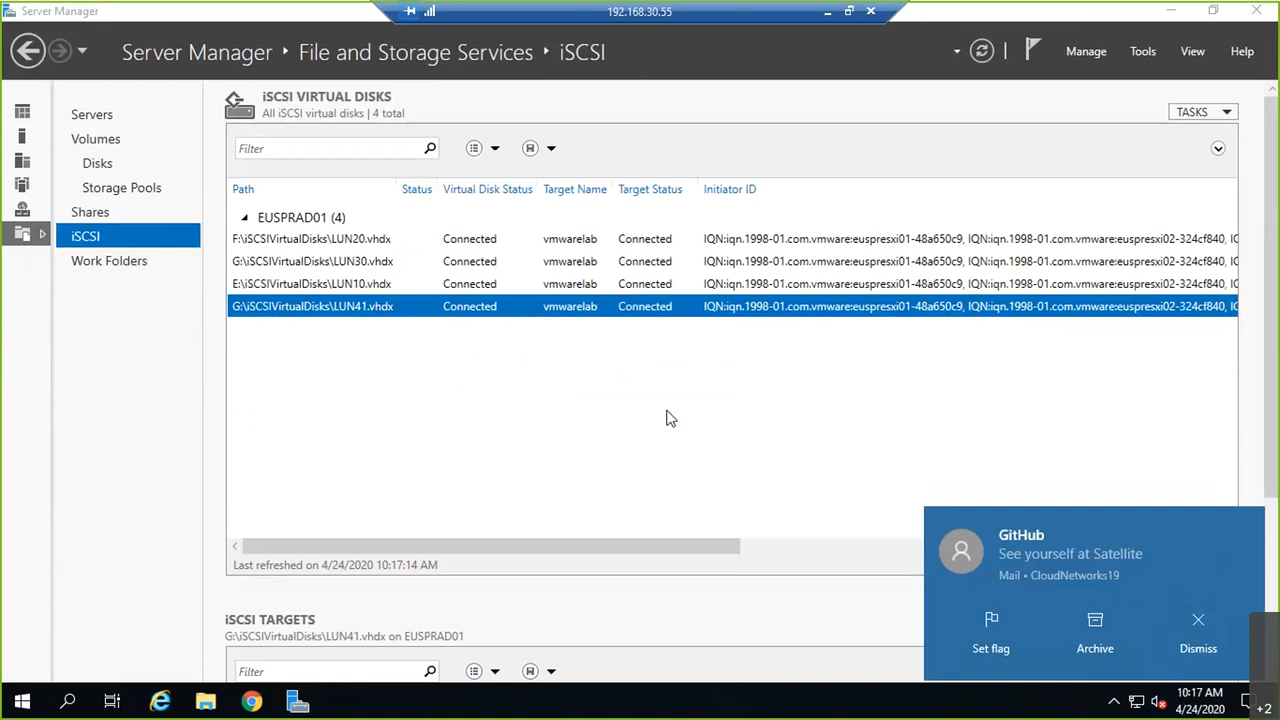 Server Manager
192.168.30.55
Server Manager ‣ File and Storage Services ‣ iSCSI
Manage Tools View Help
Servers
Volumes
Disks
Storage Pools
Shares
iSCSI
Work Folders
iSCSI VIRTUAL DISKS
All iSCSI virtual disks | 4 total
TASKS
Filter
Path Status Virtual Disk Status Target Name Target Status Initiator ID
EUSPRAD01 (4)
F:\iSCSIVirtualDisks\LUN20.vhdx Connected vmwarelab Connected IQN:iqn.1998-01.com.vmware:euspresxi01-48a650c9, IQN:iqn.1998-01.com.vmware:euspresxi02-324cf840, IQ
G:\iSCSIVirtualDisks\LUN30.vhdx Connected vmwarelab Connected IQN:iqn.1998-01.com.vmware:euspresxi01-48a650c9, IQN:iqn.1998-01.com.vmware:euspresxi02-324cf840, IQ
E:\iSCSIVirtualDisks\LUN10.vhdx Connected vmwarelab Connected IQN:iqn.1998-01.com.vmware:euspresxi01-48a650c9, IQN:iqn.1998-01.com.vmware:euspresxi02-324cf840, IQ
G:\iSCSIVirtualDisks\LUN41.vhdx Connected vmwarelab Connected IQN:iqn.1998-01.com.vmware:euspresxi01-48a650c9, IQN:iqn.1998-01.com.vmware:euspresxi02-324cf840, IQ
Last refreshed on 4/24/2020 10:17:14 AM
iSCSI TARGETS
G:\iSCSIVirtualDisks\LUN41.vhdx on EUSPRAD01
Filter
GitHub
See yourself at Satellite
Mail • CloudNetworks19
Set flag Archive Dismiss
10:17 AM
4/24/2020
+2